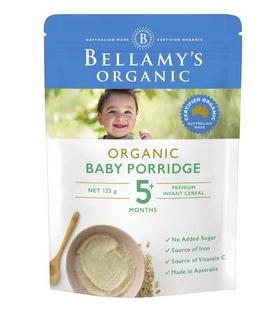 AUSTRALIAN MADE B CERTIFIED ORGANIC
BELLAMY'S
ORGANIC
CERTIFIED ORGANIC
AUSTRALIAN
MADE
ORGANIC
BABY PORRIDGE
NET 125 g
5+
MONTHS
PREMIUM
INFANT CEREAL
✓ No Added Sugar
✓ Source of Iron
✓ Source of Vitamin C
✓ Made in Australia